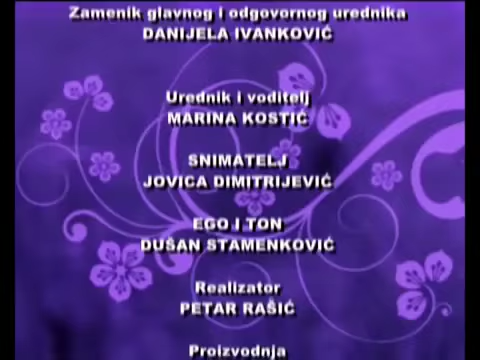 Zamenik glavnog i odgovornog urednika
DANIJELA IVANKOVIĆ
Urednik i voditelj
MARINA KOSTIĆ
SNIMATELJ
JOVICA DIMITRIJEVIĆ
EGO I TON
DUŠAN STAMENKOVIĆ
Realizator
PETAR RAŠIĆ
Proizvodnja